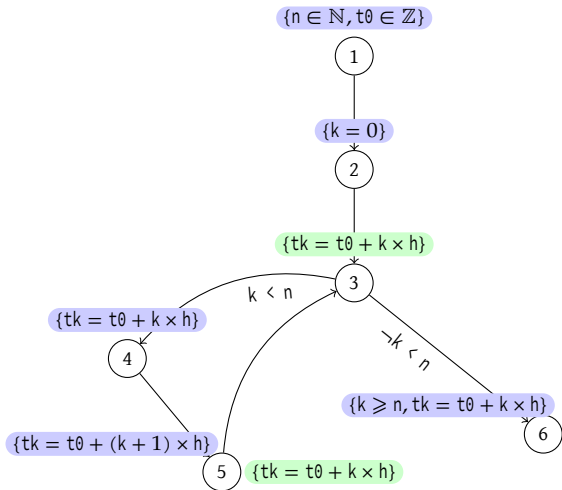 {n ∈ ℕ, t0 ∈ ℤ}
1
{k = 0}
2
{tk = t0 + k × h}
3
k < n
{tk = t0 + k × h}
¬k < n
4
{k ⩾ n, tk = t0 + k × h}
6
{tk = t0 + (k + 1) × h}
5
{tk = t0 + k × h}